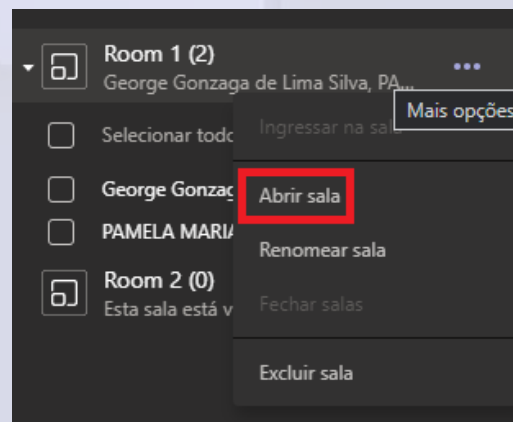 Room 1 (2)
George Gonzaga de Lima Silva, PA...
Mais opções
Selecionar todo
Ingressar na sal
George Gonzag
Abrir sala
PAMELA MARIA
Renomear sala
Room 2 (0)
Esta sala está v
Fechar salas
Excluir sala